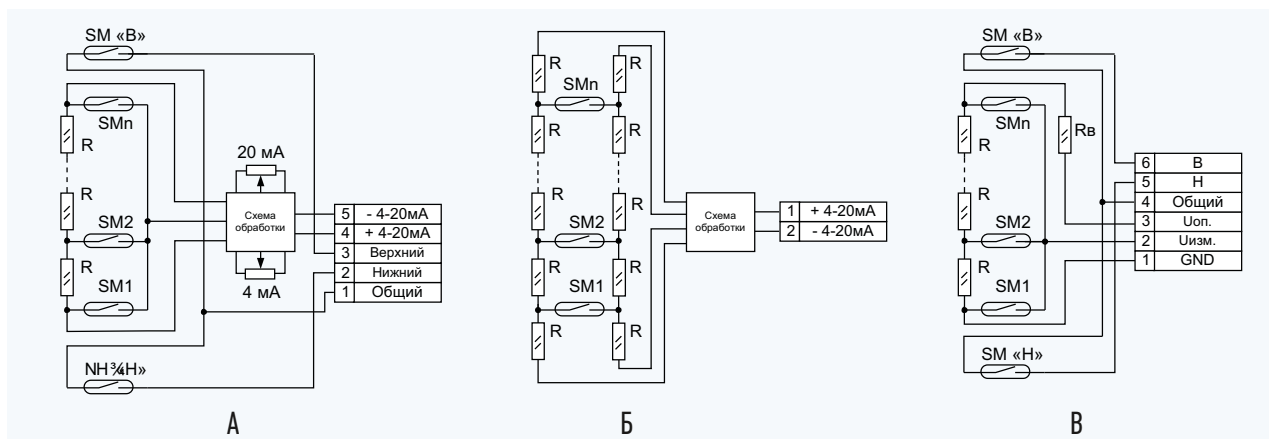 SM «В»
SMn
R
R
SM2
R
SM1
NH¾Н»
20 мА
Схема
обработки
4 мА
5 - 4-20мА
4 + 4-20мА
3 Верхний
2 Нижний
1 Общий
А
R
R
SMn
R
R
R
R
SM2
R
R
SM1
R
R
Схема
обработки
1 + 4-20мА
2 - 4-20мА
Б
SM «В»
SMn
R
Rв
R
SM2
R
SM1
SM «Н»
6 В
5 Н
4 Общий
3 Uоп.
2 Uизм.
1 GND
В